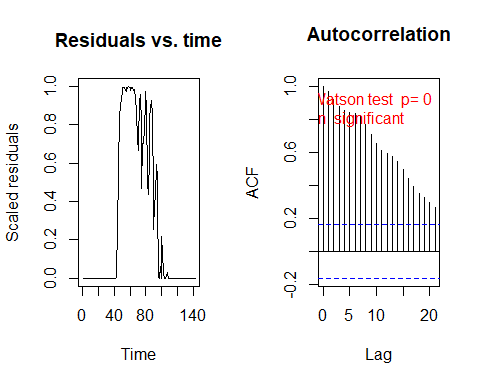 Residuals vs. time
Scaled residuals
0.0 0.2 0.4 0.6 0.8 1.0
0 40 80 140
Time
Autocorrelation
Watson test p= 0
n significant
ACF
-0.2 0.2 0.6 1.0
0 5 10 20
Lag